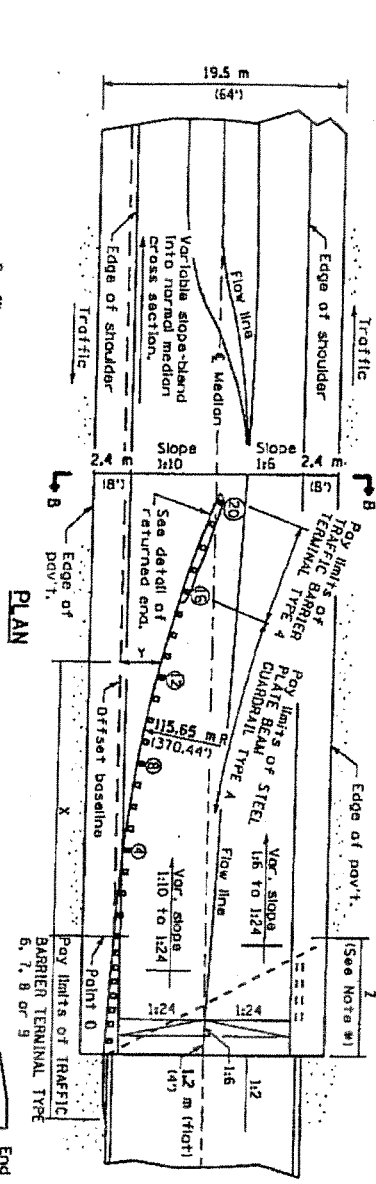 19.5 m
(64')
Traffic
Edge of shoulder
Flow line
℄ Median
Variable slope-blend
into normal median
cross section.
Edge of shoulder
Traffic
2.4 m
(8')
Slope
1:10
Slope
1:6
2.4 m
(8')
B
B
Pay limits of
TRAFFIC BARRIER
TERMINAL TYPE 4
20
16
12
8
4
See detail of
returned end.
Edge of
pav't.
PLAN
Pay limits of STEEL
PLATE BEAM
GUARDRAIL TYPE A
Edge of pav't.
115.65 m R
(370.44')
Y
X
Offset baseline
Flow line
Var. slope
1:6 to 1:24
Var. slope
1:10 to 1:24
Z
(See Note *)
Point O
Pay limits of TRAFFIC
BARRIER TERMINAL TYPE
6, 7, 8 or 9
1:24
1:24
1:6
1:2
1.2 m (flat)
(4')
End